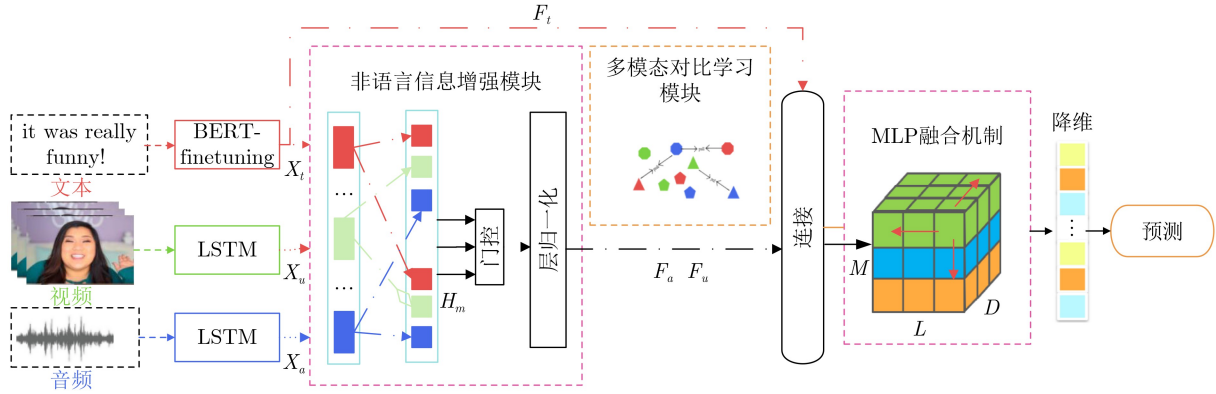 F_t
非语言信息增强模块
多模态对比学习
模块
it was really
funny!
文本
BERT-
finetuning
X_t
...
视频
LSTM
X_u
...
音频
LSTM
X_a
H_m
门控
层归一化
F_a F_u
连接
MLP融合机制
M
L
D
降维
⋮
预测